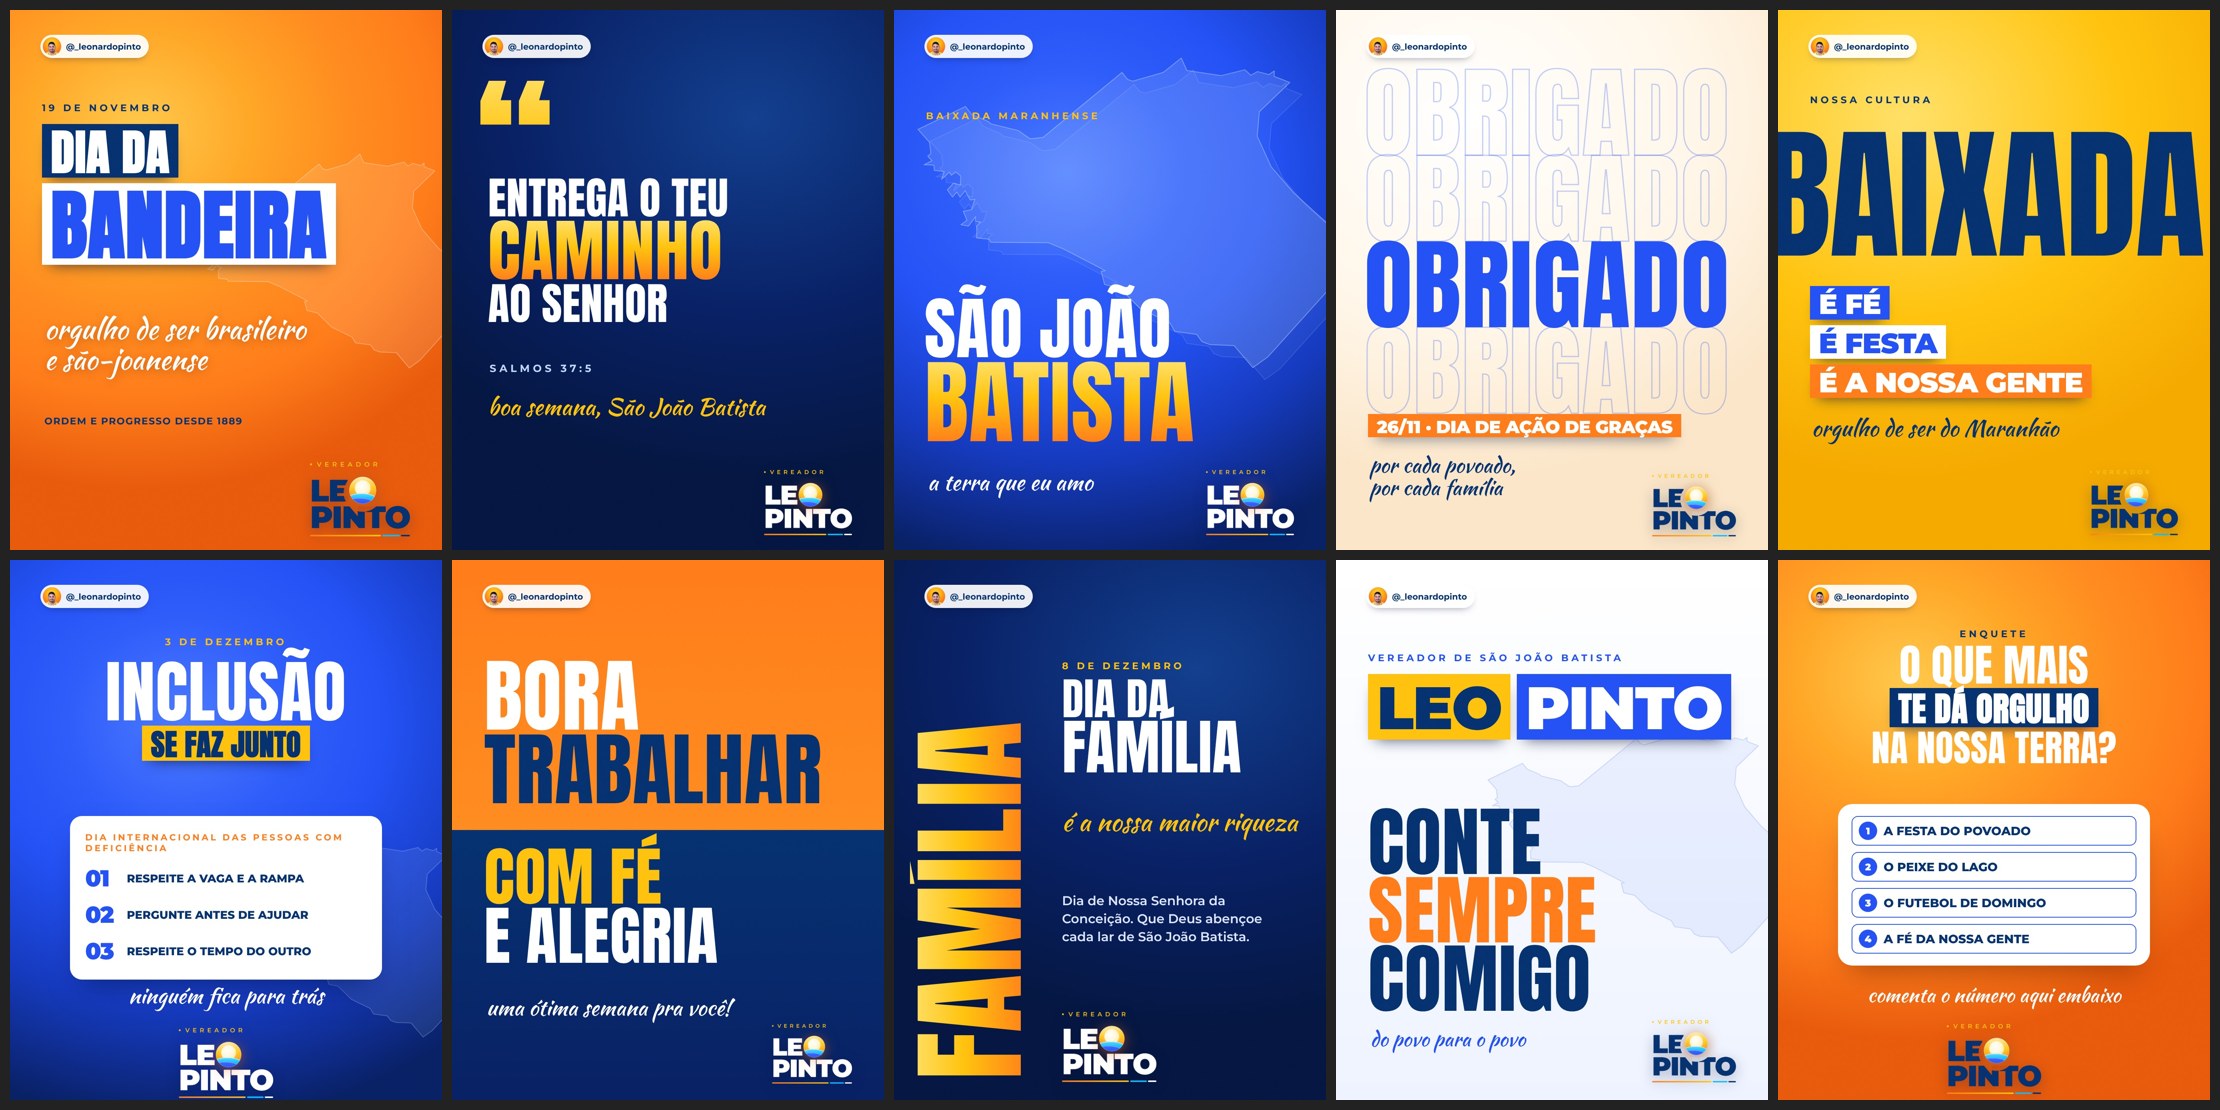 @_leonardopinto
19 DE NOVEMBRO
DIA DA
BANDEIRA
orgulho de ser brasileiro
e são-joanense
ORDEM E PROGRESSO DESDE 1889
VEREADOR
LEO
PINTO
@_leonardopinto
“
ENTREGA O TEU
CAMINHO
AO SENHOR
SALMOS 37:5
boa semana, São João Batista
VEREADOR
LEO
PINTO
@_leonardopinto
BAIXADA MARANHENSE
SÃO JOÃO
BATISTA
a terra que eu amo
VEREADOR
LEO
PINTO
@_leonardopinto
OBRIGADO
OBRIGADO
OBRIGADO
OBRIGADO
26/11 • DIA DE AÇÃO DE GRAÇAS
por cada povoado,
por cada família
VEREADOR
LEO
PINTO
@_leonardopinto
NOSSA CULTURA
BAIXADA
É FÉ
É FESTA
É A NOSSA GENTE
orgulho de ser do Maranhão
VEREADOR
LEO
PINTO
@_leonardopinto
3 DE DEZEMBRO
INCLUSÃO
SE FAZ JUNTO
DIA INTERNACIONAL DAS PESSOAS COM
DEFICIÊNCIA
01 RESPEITE A VAGA E A RAMPA
02 PERGUNTE ANTES DE AJUDAR
03 RESPEITE O TEMPO DO OUTRO
ninguém fica para trás
VEREADOR
LEO
PINTO
@_leonardopinto
BORA
TRABALHAR
COM FÉ
E ALEGRIA
uma ótima semana pra você!
VEREADOR
LEO
PINTO
@_leonardopinto
FAMÍLIA
8 DE DEZEMBRO
DIA DA
FAMÍLIA
é a nossa maior riqueza
Dia de Nossa Senhora da
Conceição. Que Deus abençoe
cada lar de São João Batista.
VEREADOR
LEO
PINTO
@_leonardopinto
VEREADOR DE SÃO JOÃO BATISTA
LEO PINTO
CONTE
SEMPRE
COMIGO
do povo para o povo
VEREADOR
LEO
PINTO
@_leonardopinto
ENQUETE
O QUE MAIS
TE DÁ ORGULHO
NA NOSSA TERRA?
1 A FESTA DO POVOADO
2 O PEIXE DO LAGO
3 O FUTEBOL DE DOMINGO
4 A FÉ DA NOSSA GENTE
comenta o número aqui embaixo
VEREADOR
LEO
PINTO